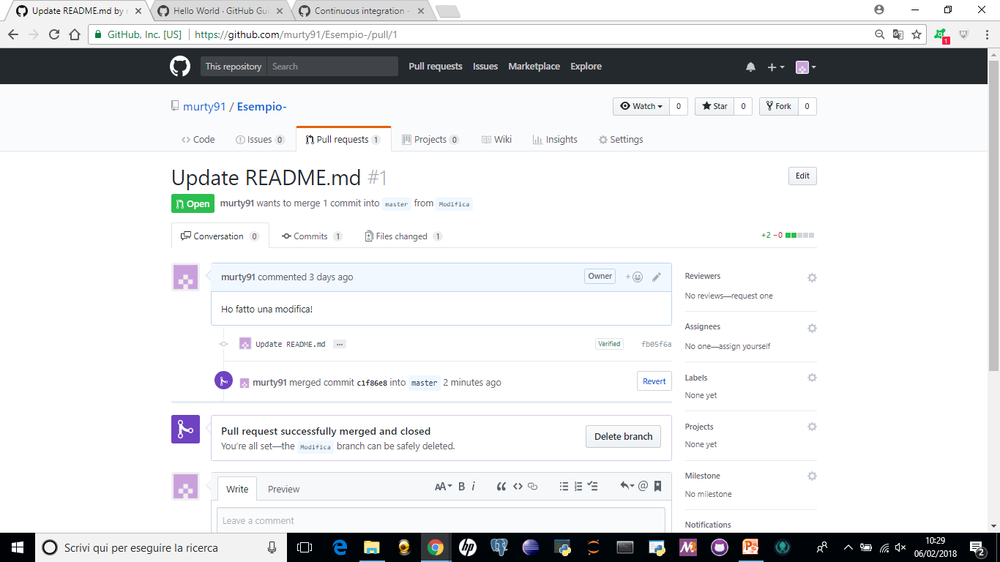 Update README.md by
Hello World · GitHub Gui
Continuous integration -
GitHub, Inc. [US] https://github.com/murty91/Esempio-/pull/1
1
This repository Search Pull requests Issues Marketplace Explore
murty91 / Esempio-
Watch 0 Star 0 Fork 0
Code Issues 0 Pull requests 1 Projects 0 Wiki Insights Settings
Update README.md #1
Edit
Open murty91 wants to merge 1 commit into master from Modifica
Conversation 0 Commits 1 Files changed 1 +2 −0
murty91 commented 3 days ago Owner
Ho fatto una modifica!
Update README.md ... Verified fb05f6a
murty91 merged commit c1f86e8 into master 2 minutes ago Revert
Pull request successfully merged and closed
You're all set—the Modifica branch can be safely deleted.
Delete branch
Write Preview
AA B i
Leave a comment
Reviewers
No reviews—request one
Assignees
No one—assign yourself
Labels
None yet
Projects
None yet
Milestone
No milestone
Notifications
Scrivi qui per eseguire la ricerca
10:29
06/02/2018
2